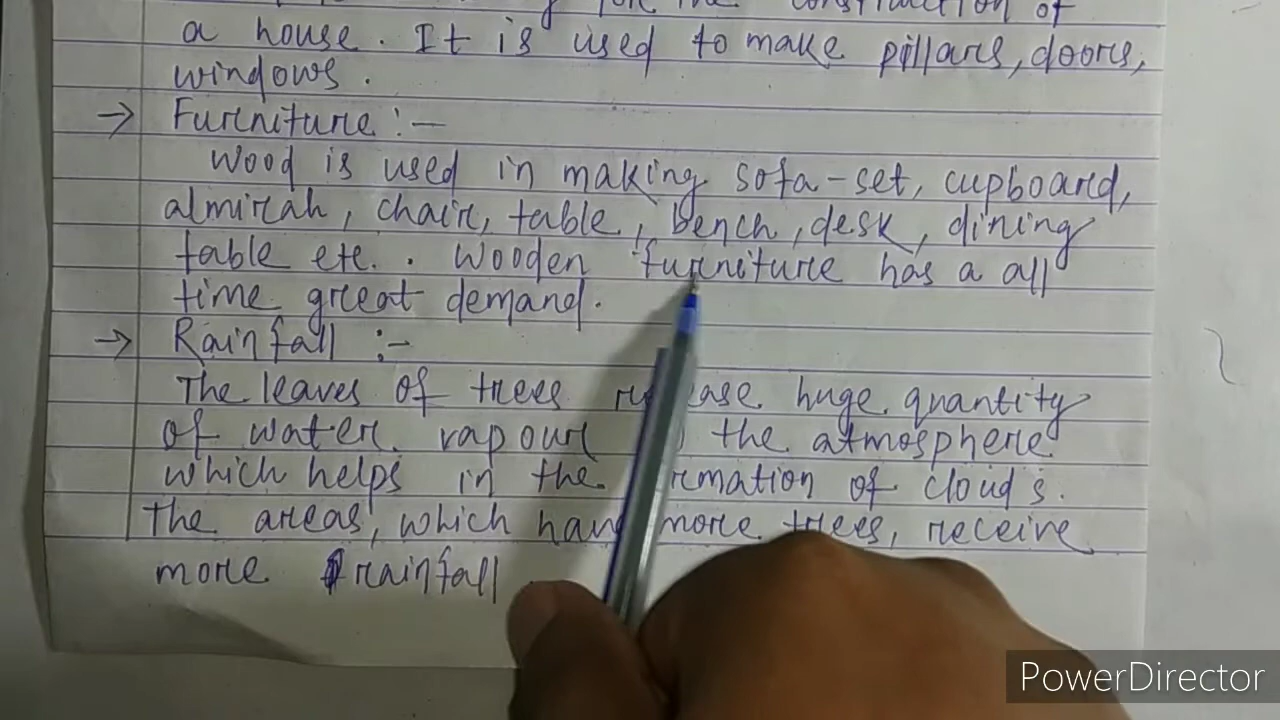 construction of
a house. It is used to make pillars, doors,
windows.
→ Furniture :—
Wood is used in making sofa-set, cupboard,
almirah, chair, table, bench, desk, dining
table etc. . Wooden furniture has a all
time great demand.
→ Rainfall :-
The leaves of trees huge quantity
of water vapour the atmosphere
which helps in the of clouds.
The areas, which more trees, receive
more rainfall
PowerDirector